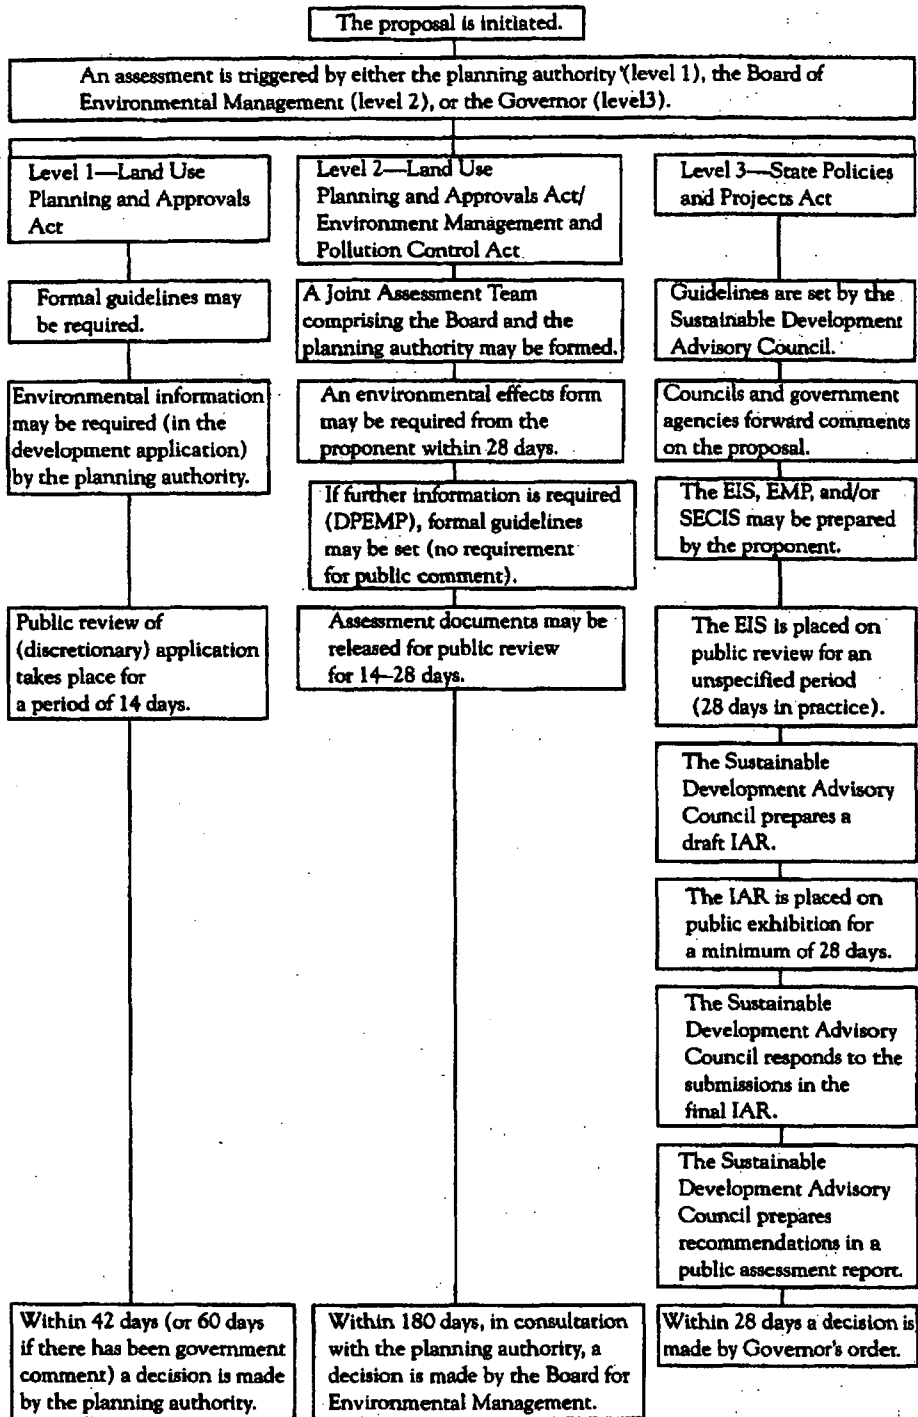 The proposal is initiated.
An assessment is triggered by either the planning authority (level 1), the Board of
Environmental Management (level 2), or the Governor (level3).
Level 1—Land Use
Planning and Approvals
Act
Formal guidelines may
be required.
Environmental information
may be required (in the
development application)
by the planning authority.
Public review of
(discretionary) application
takes place for
a period of 14 days.
Within 42 days (or 60 days
if there has been government
comment) a decision is made
by the planning authority.
Level 2—Land Use
Planning and Approvals Act/
Environment Management and
Pollution Control Act
A Joint Assessment Team
comprising the Board and the
planning authority may be formed.
An environmental effects form
may be required from the
proponent within 28 days.
If further information is required
(DPEMP), formal guidelines
may be set (no requirement
for public comment).
Assessment documents may be
released for public review
for 14–28 days.
Within 180 days, in consultation
with the planning authority, a
decision is made by the Board for
Environmental Management.
Level 3—State Policies
and Projects Act
Guidelines are set by the
Sustainable Development
Advisory Council.
Councils and government
agencies forward comments
on the proposal.
The EIS, EMP, and/or
SECIS may be prepared
by the proponent.
The EIS is placed on
public review for an
unspecified period
(28 days in practice).
The Sustainable
Development Advisory
Council prepares a
draft IAR.
The IAR is placed on
public exhibition for
a minimum of 28 days.
The Sustainable
Development Advisory
Council responds to the
submissions in the
final IAR.
The Sustainable
Development Advisory
Council prepares
recommendations in a
public assessment report.
Within 28 days a decision is
made by Governor's order.